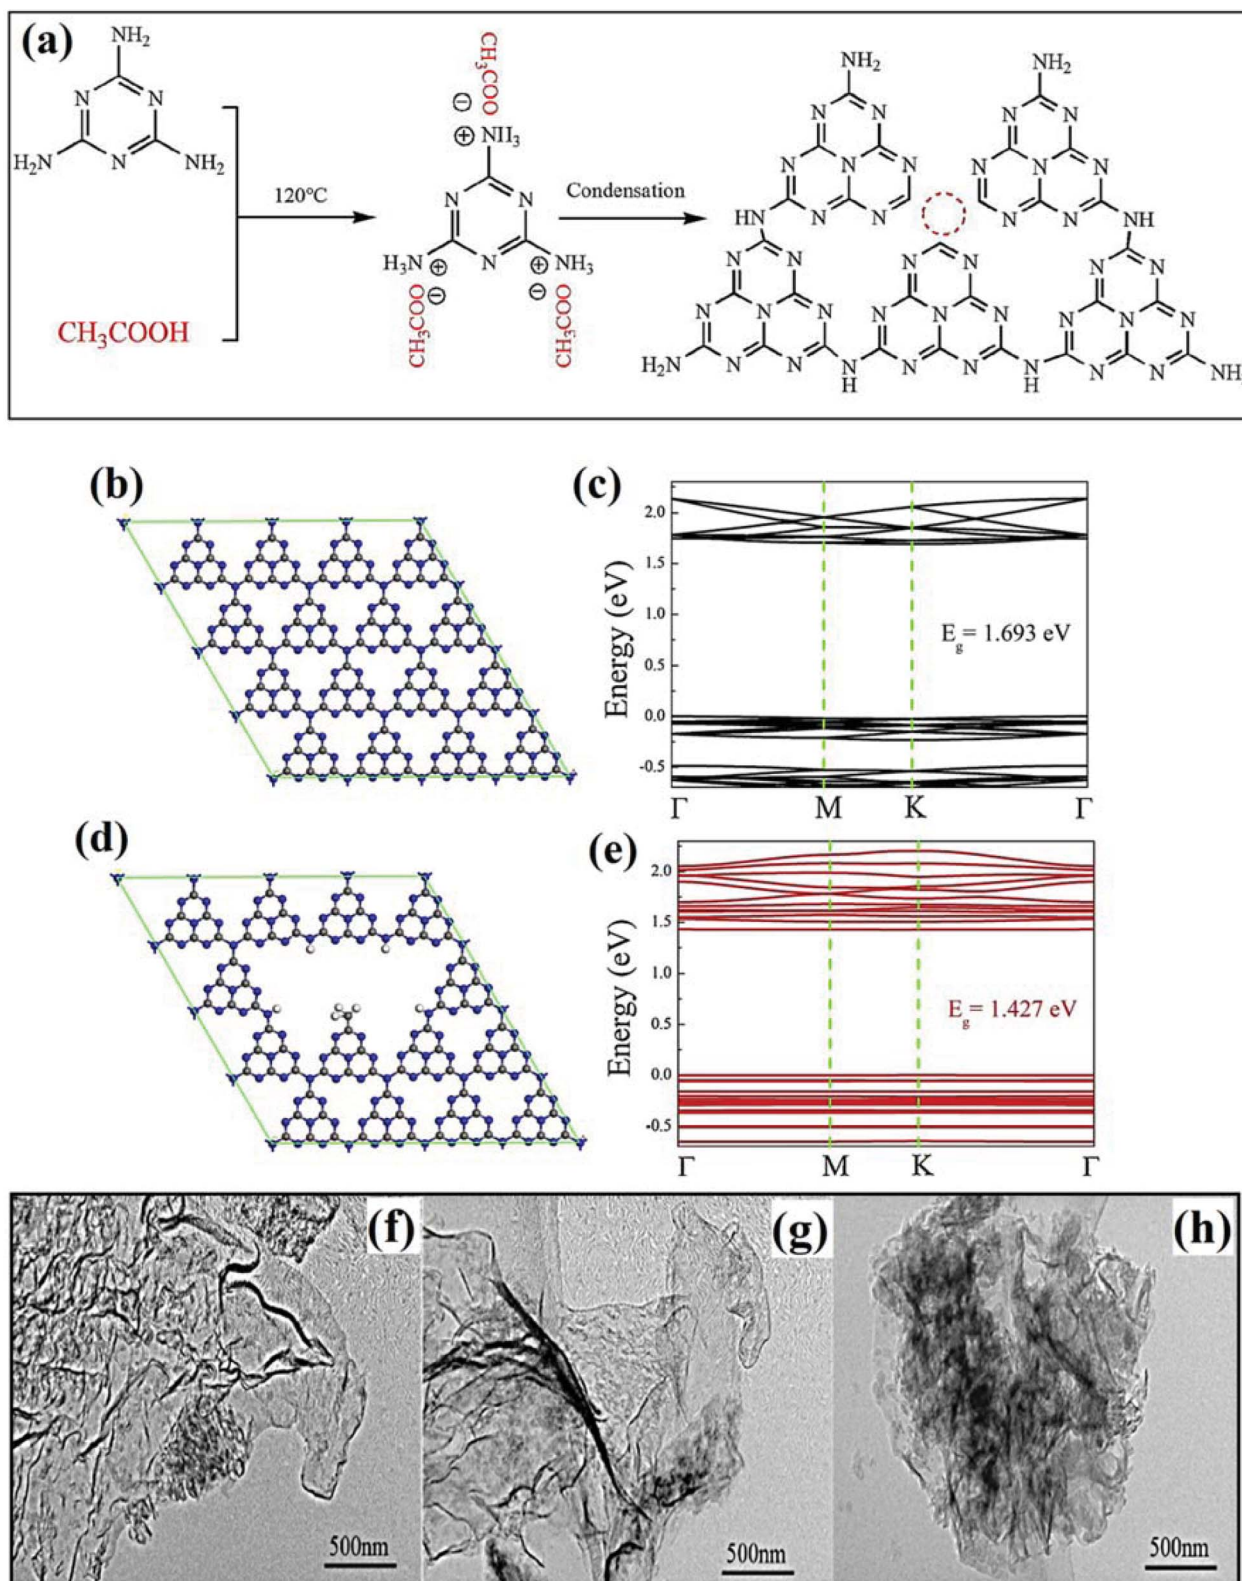 (a)
NH2
N N
H2N N NH2
CH3COOH
120°C
CH3COO
⊖
⊕ NH3
N N
H3N ⊕ N ⊕ NH3
⊖ ⊖
CH3COO CH3COO
Condensation
NH2 NH2
N N N N
N N N N N N
N N N N N N
HN NH
N N N N N N
N N N N N N N N N
N N N N N N N N N
H2N N H N H NH2
(b)
(c)
Energy (eV)
2.0
1.5
1.0
0.5
0.0
-0.5
Eg= 1.693 eV
Γ M K Γ
(d)
(e)
Energy (eV)
2.0
1.5
1.0
0.5
0.0
-0.5
Eg= 1.427 eV
Γ M K Γ
(f) (g) (h)
500nm 500nm 500nm